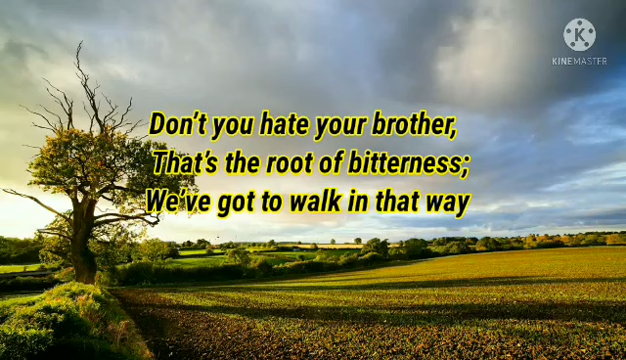 KINEMASTER
Don't you hate your brother,
That's the root of bitterness;
We've got to walk in that way